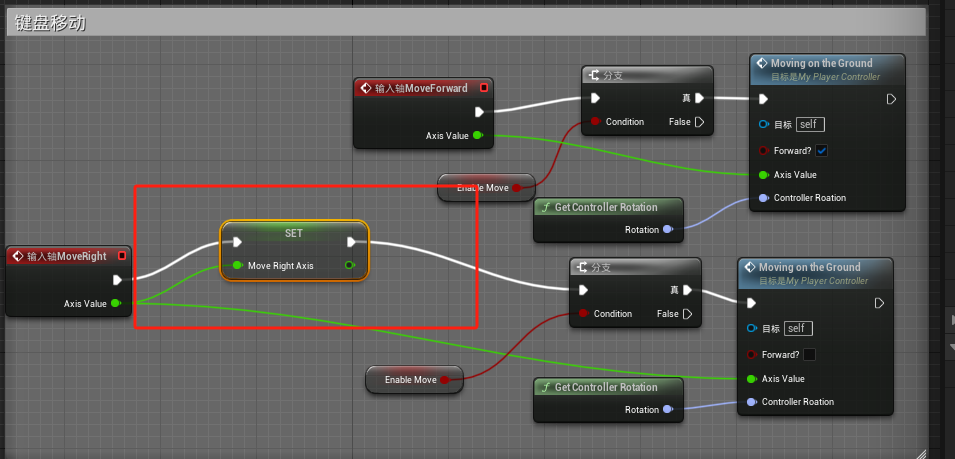 键盘移动
输入轴MoveForward
Axis Value
分支
真
Condition
False
Moving on the Ground
目标是My Player Controller
目标 self
Forward?
Axis Value
Controller Roation
Enable Move
Get Controller Rotation
Rotation
输入轴MoveRight
Axis Value
SET
Move Right Axis
分支
真
Condition
False
Moving on the Ground
目标是My Player Controller
目标 self
Forward?
Axis Value
Controller Roation
Enable Move
Get Controller Rotation
Rotation